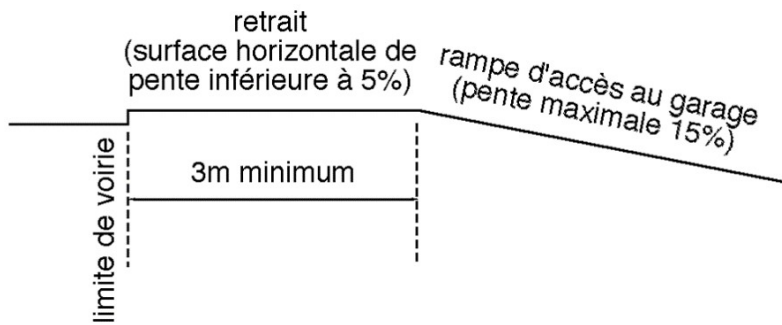 retrait
(surface horizontale de
pente inférieure à 5%)
rampe d'accès au garage
(pente maximale 15%)
3m minimum
limite de voirie